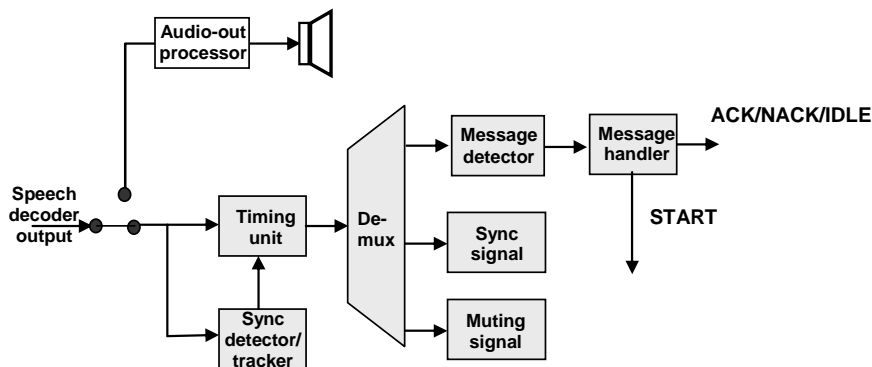 Audio-out
processor
ACK/NACK/IDLE
Message
detector
Message
handler
Speech
decoder
output
Timing
unit
De-
mux
START
Sync
signal
Sync
detector/
tracker
Muting
signal